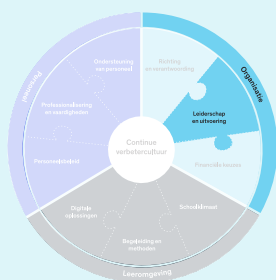 Ondersteuning
van personeel
Richting
en verantwoording
Personeel
Organisatie
Professionalisering
en vaardigheden
Leiderschap
en uitvoering
Continue
verbetercultuur
Personeelsbeleid
Financiële keuzes
Digitale
oplossingen
Schoolklimaat
Begeleiding en
methoden
Leeromgeving